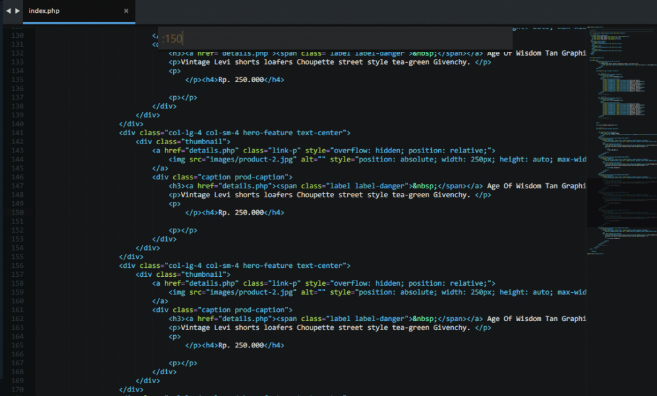 index.php ×
:150
height: auto; max-wid
130 </a>
131
132 <h3><a href="details.php"><span class="label label-danger">&nbsp;</span></a> Age Of Wisdom Tan Graphi
133 <p>Vintage Levi shorts loafers Choupette street style tea-green Givenchy. </p>
134 <p>
135 </p><h4>Rp. 250.000</h4>
136
137 <p></p>
138 </div>
139 </div>
140 </div>
141 <div class="col-lg-4 col-sm-4 hero-feature text-center">
142 <div class="thumbnail">
143 <a href="details.php" class="link-p" style="overflow: hidden; position: relative;">
144 <img src="images/product-2.jpg" alt="" style="position: absolute; width: 250px; height: auto; max-wid
145 </a>
146 <div class="caption prod-caption">
147 <h3><a href="details.php"><span class="label label-danger">&nbsp;</span></a> Age Of Wisdom Tan Graphi
148 <p>Vintage Levi shorts loafers Choupette street style tea-green Givenchy. </p>
149 <p>
150 </p><h4>Rp. 250.000</h4>
151
152 <p></p>
153 </div>
154 </div>
155 </div>
156 <div class="col-lg-4 col-sm-4 hero-feature text-center">
157 <div class="thumbnail">
158 <a href="details.php" class="link-p" style="overflow: hidden; position: relative;">
159 <img src="images/product-2.jpg" alt="" style="position: absolute; width: 250px; height: auto; max-wid
160 </a>
161 <div class="caption prod-caption">
162 <h3><a href="details.php"><span class="label label-danger">&nbsp;</span></a> Age Of Wisdom Tan Graphi
163 <p>Vintage Levi shorts loafers Choupette street style tea-green Givenchy. </p>
164 <p>
165 </p><h4>Rp. 250.000</h4>
166
167 <p></p>
168 </div>
169 </div>
170 </div>